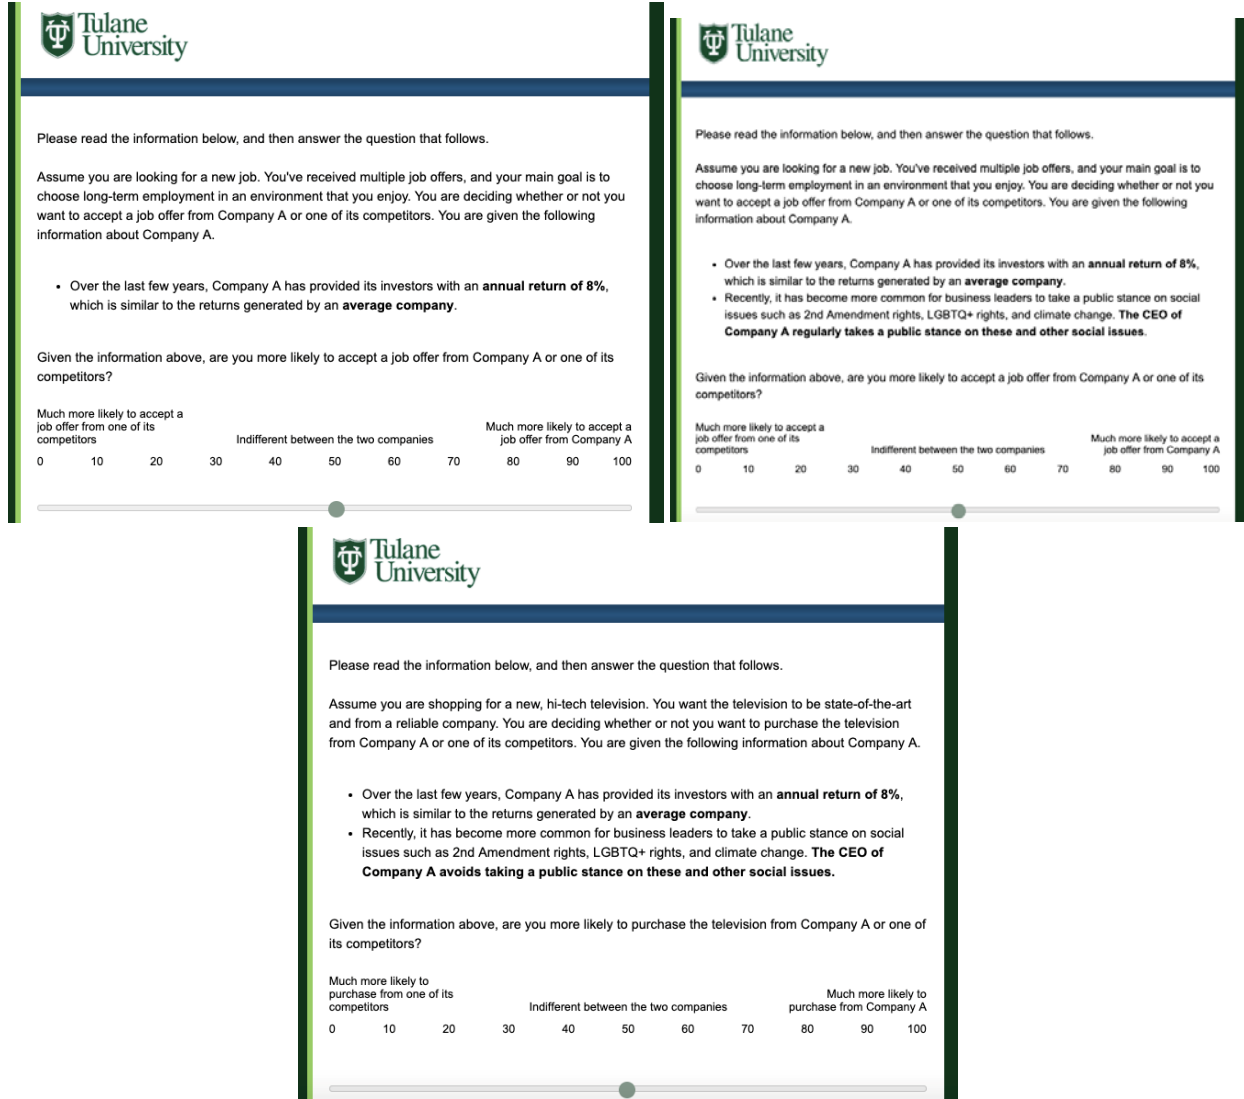 Tulane
University
Please read the information below, and then answer the question that follows.
Assume you are looking for a new job. You've received multiple job offers, and your main goal is to
choose long-term employment in an environment that you enjoy. You are deciding whether or not you
want to accept a job offer from Company A or one of its competitors. You are given the following
information about Company A.
• Over the last few years, Company A has provided its investors with an annual return of 8%,
which is similar to the returns generated by an average company.
Given the information above, are you more likely to accept a job offer from Company A or one of its
competitors?
Much more likely to accept a
job offer from one of its
competitors
Indifferent between the two companies
Much more likely to accept a
job offer from Company A
0 10 20 30 40 50 60 70 80 90 100
Tulane
University
Please read the information below, and then answer the question that follows.
Assume you are looking for a new job. You've received multiple job offers, and your main goal is to
choose long-term employment in an environment that you enjoy. You are deciding whether or not you
want to accept a job offer from Company A or one of its competitors. You are given the following
information about Company A.
• Over the last few years, Company A has provided its investors with an annual return of 8%,
which is similar to the returns generated by an average company.
• Recently, it has become more common for business leaders to take a public stance on social
issues such as 2nd Amendment rights, LGBTQ+ rights, and climate change. The CEO of
Company A regularly takes a public stance on these and other social issues.
Given the information above, are you more likely to accept a job offer from Company A or one of its
competitors?
Much more likely to accept a
job offer from one of its
competitors
Indifferent between the two companies
Much more likely to accept a
job offer from Company A
0 10 20 30 40 50 60 70 80 90 100
Tulane
University
Please read the information below, and then answer the question that follows.
Assume you are shopping for a new, hi-tech television. You want the television to be state-of-the-art
and from a reliable company. You are deciding whether or not you want to purchase the television
from Company A or one of its competitors. You are given the following information about Company A.
• Over the last few years, Company A has provided its investors with an annual return of 8%,
which is similar to the returns generated by an average company.
• Recently, it has become more common for business leaders to take a public stance on social
issues such as 2nd Amendment rights, LGBTQ+ rights, and climate change. The CEO of
Company A avoids taking a public stance on these and other social issues.
Given the information above, are you more likely to purchase the television from Company A or one of
its competitors?
Much more likely to
purchase from one of its
competitors
Indifferent between the two companies
Much more likely to
purchase from Company A
0 10 20 30 40 50 60 70 80 90 100